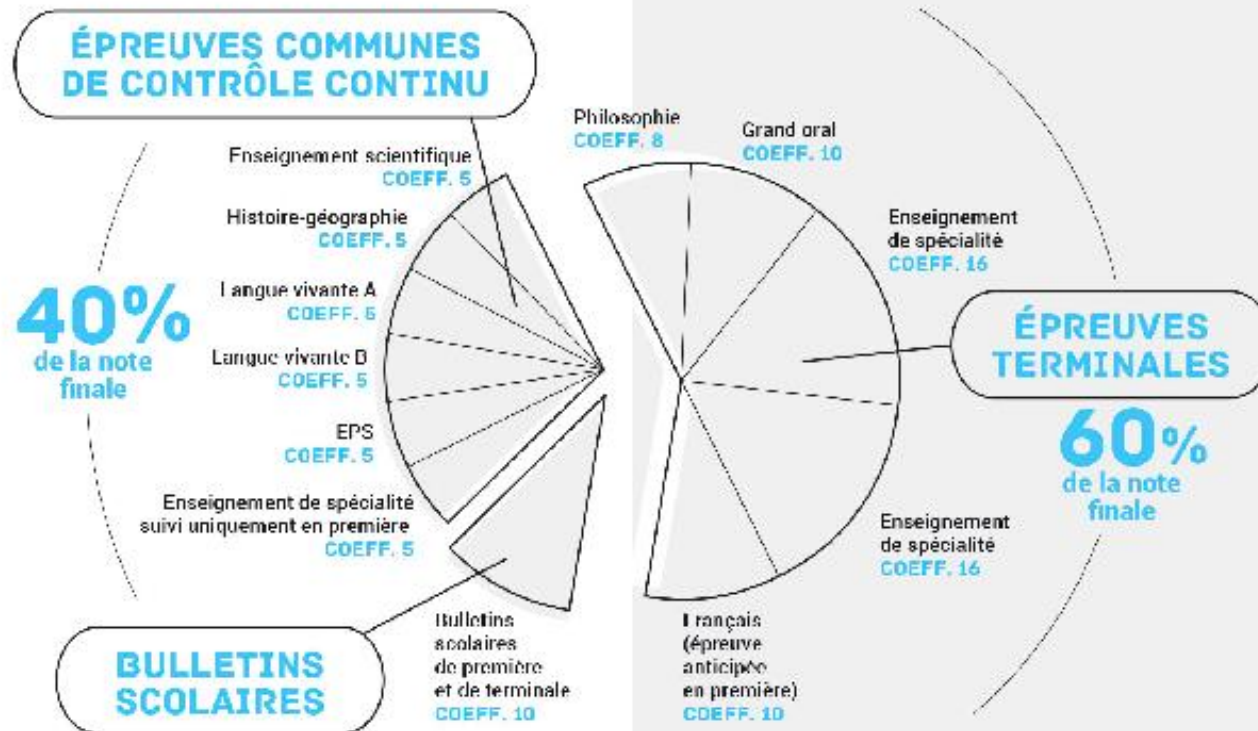 ÉPREUVES COMMUNES
DE CONTRÔLE CONTINU
Enseignement scientifique
COEFF. 5
Histoire-géographie
COEFF. 5
Langue vivante A
COEFF. 5
Langue vivante B
COEFF. 5
EPS
COEFF. 5
Enseignement de spécialité
suivi uniquement en première
COEFF. 5
40%
de la note
finale
BULLETINS
SCOLAIRES
Bulletins
scolaires
de première
et de terminale
COEFF. 10
Philosophie
COEFF. 8
Grand oral
COEFF. 10
Enseignement
de spécialité
COEFF. 16
ÉPREUVES
TERMINALES
60%
de la note
finale
Enseignement
de spécialité
COEFF. 16
Français
(épreuve
anticipée
en première)
COEFF. 10